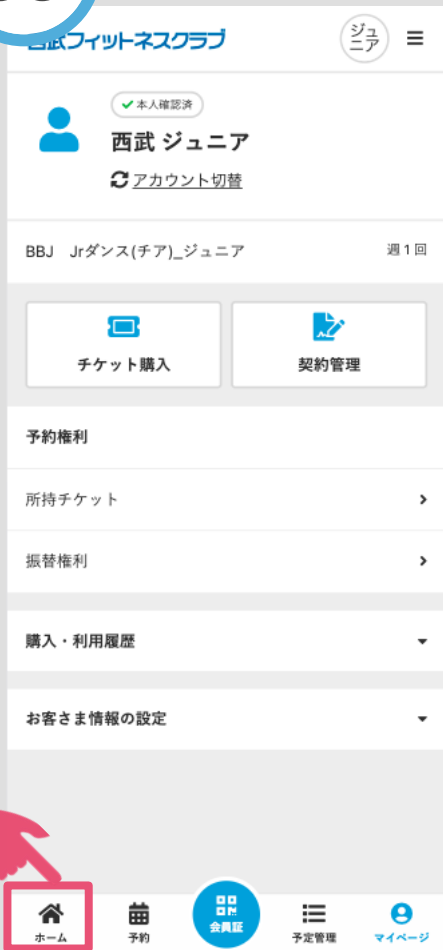 西武フィットネスクラブ
ジュ
ニア
本人確認済
西武 ジュニア
アカウント切替
BBJ Jrダンス(チア)_ジュニア 週1回
チケット購入 契約管理
予約権利
所持チケット
振替権利
購入・利用履歴
お客さま情報の設定
ホーム 予約 会員証 予定管理 マイページ